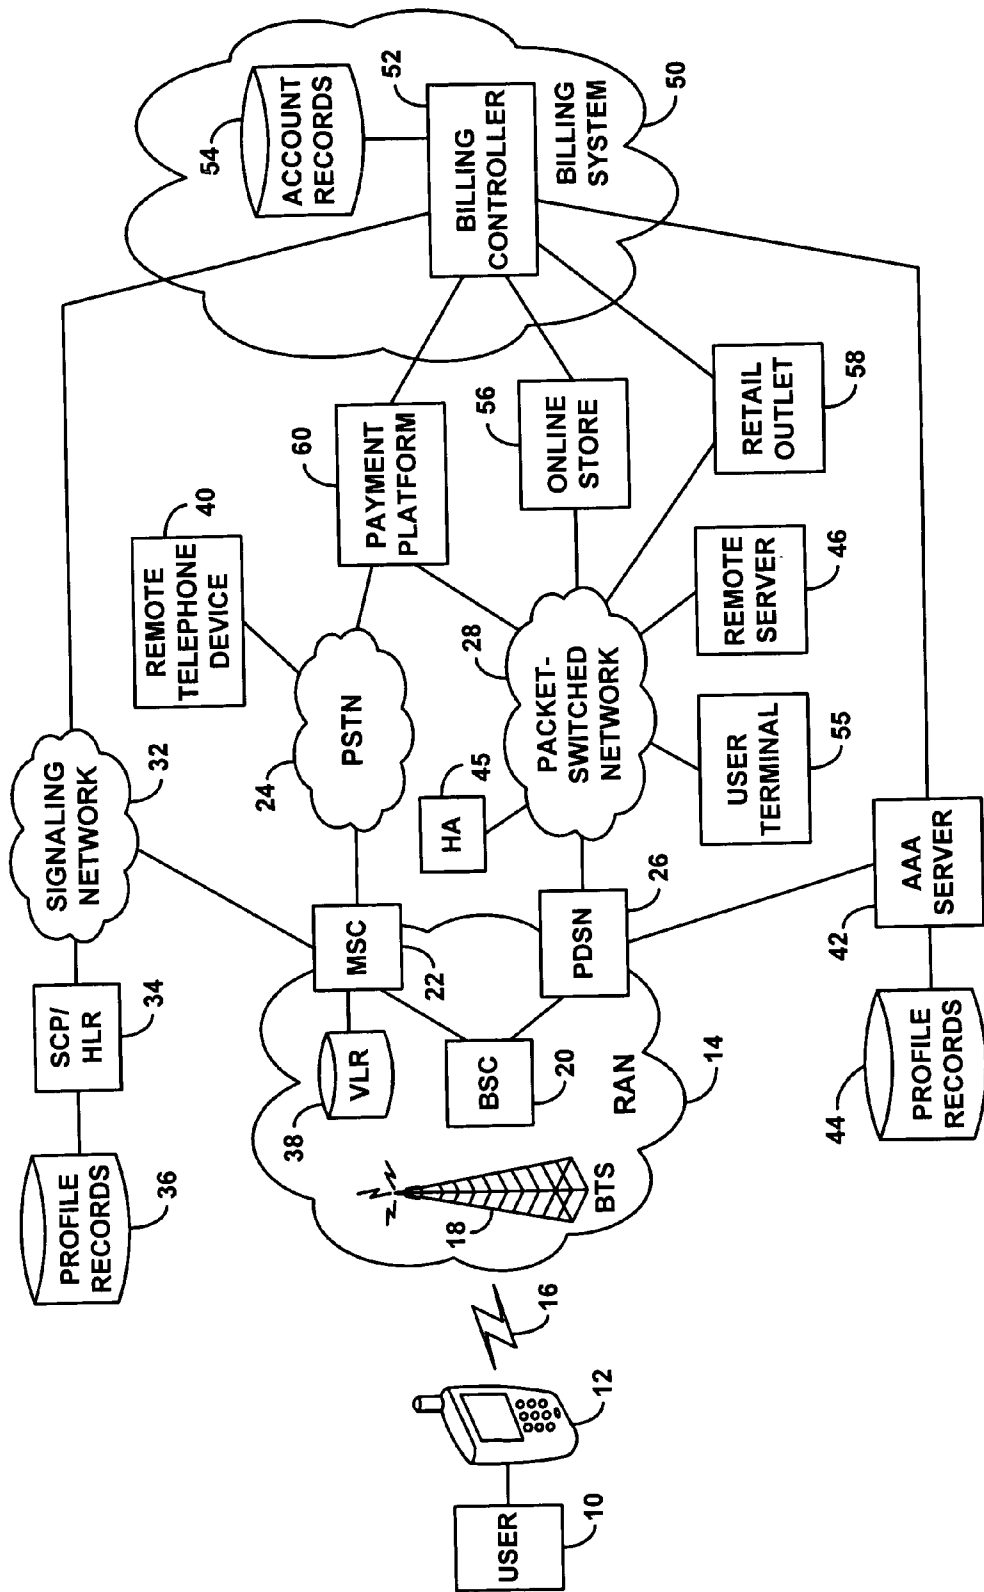 PROFILE
RECORDS
36
SCP/
HLR
34
SIGNALING
NETWORK
32
REMOTE
TELEPHONE
DEVICE
40
ACCOUNT
RECORDS
54
52
BILLING
CONTROLLER
BILLING
SYSTEM
50
PAYMENT
PLATFORM
60
PSTN
24
MSC
22
VLR
38
BSC
20
RAN
14
BTS
18
16
12
USER
10
HA
45
PACKET-
SWITCHED
NETWORK
28
ONLINE
STORE
56
PDSN
26
RETAIL
OUTLET
58
REMOTE
SERVER
46
USER
TERMINAL
55
AAA
SERVER
42
PROFILE
RECORDS
44